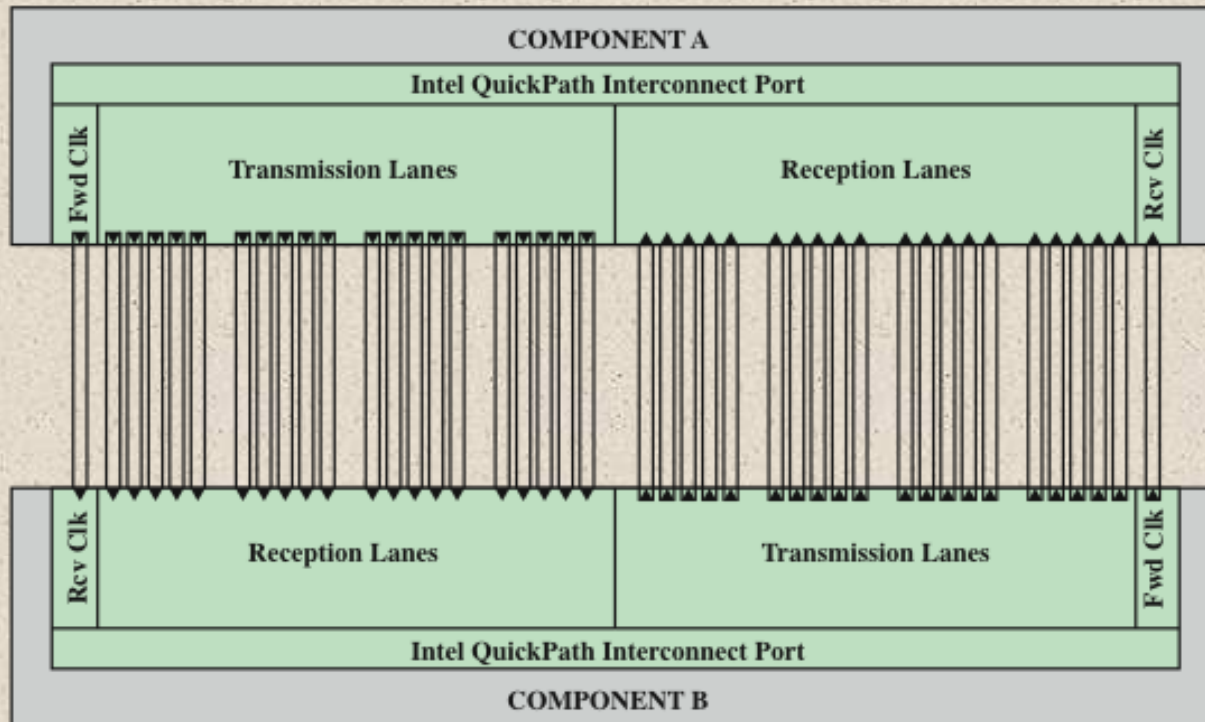 COMPONENT A
Intel QuickPath Interconnect Port
Fwd Clk
Transmission Lanes
Reception Lanes
Rcv Clk
Rcv Clk
Reception Lanes
Transmission Lanes
Fwd Clk
Intel QuickPath Interconnect Port
COMPONENT B